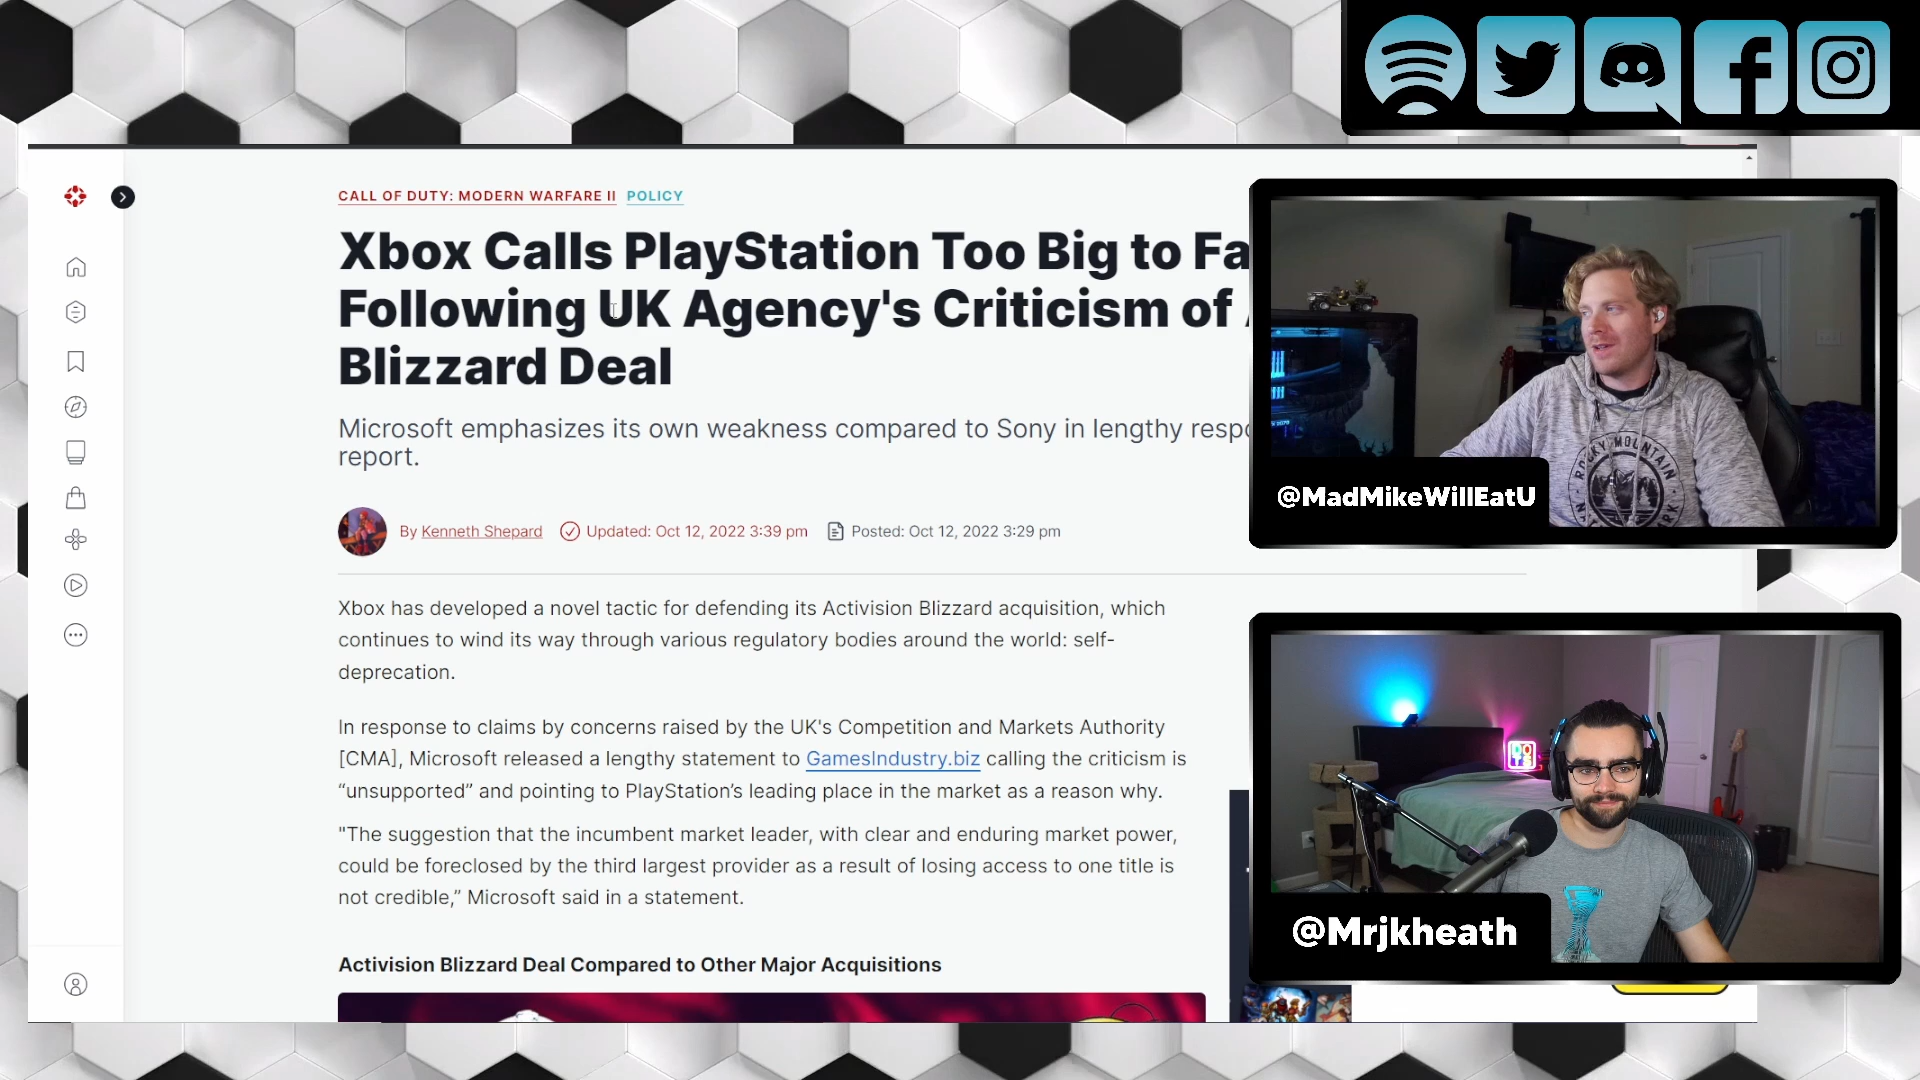 CALL OF DUTY: MODERN WARFARE II POLICY
Xbox Calls PlayStation Too Big to Fa
Following UK Agency's Criticism of
Blizzard Deal
Microsoft emphasizes its own weakness compared to Sony in lengthy respo
report.
By Kenneth Shepard Updated: Oct 12, 2022 3:39 pm Posted: Oct 12, 2022 3:29 pm
Xbox has developed a novel tactic for defending its Activision Blizzard acquisition, which
continues to wind its way through various regulatory bodies around the world: self-
deprecation.
In response to claims by concerns raised by the UK's Competition and Markets Authority
[CMA], Microsoft released a lengthy statement to GamesIndustry.biz calling the criticism is
“unsupported” and pointing to PlayStation’s leading place in the market as a reason why.
"The suggestion that the incumbent market leader, with clear and enduring market power,
could be foreclosed by the third largest provider as a result of losing access to one title is
not credible,” Microsoft said in a statement.
Activision Blizzard Deal Compared to Other Major Acquisitions
ROCKY MOUNTAIN
@MadMikeWillEatU
@Mrjkheath